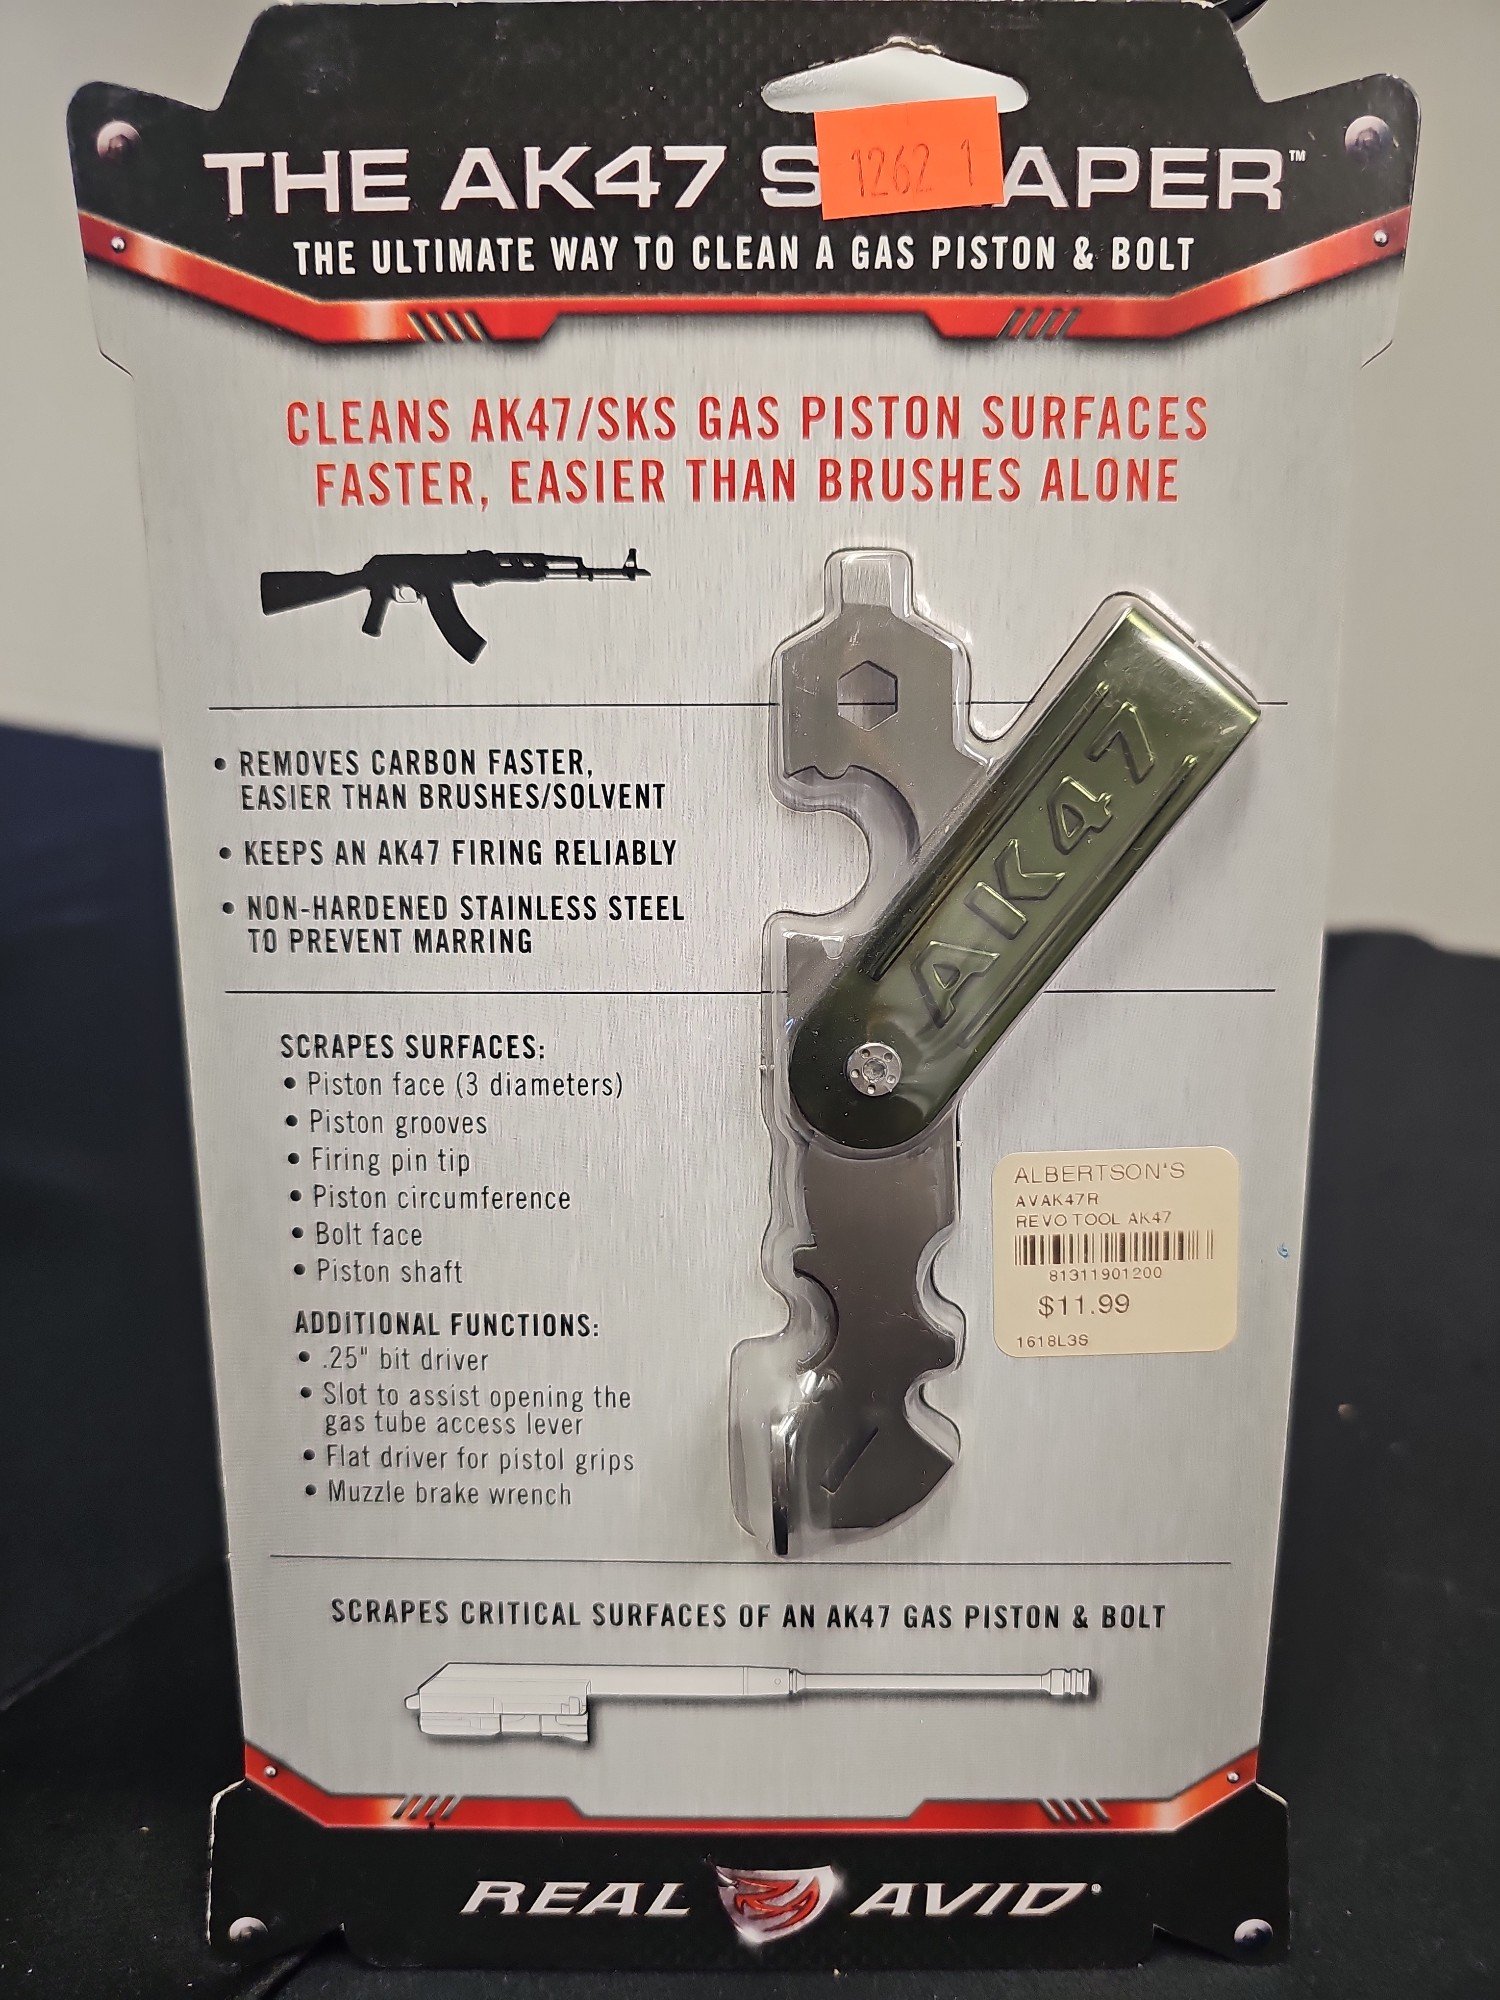 1262 1
THE AK47 S APER™
THE ULTIMATE WAY TO CLEAN A GAS PISTON & BOLT
CLEANS AK47/SKS GAS PISTON SURFACES
FASTER, EASIER THAN BRUSHES ALONE
• REMOVES CARBON FASTER,
EASIER THAN BRUSHES/SOLVENT
• KEEPS AN AK47 FIRING RELIABLY
• NON-HARDENED STAINLESS STEEL
TO PREVENT MARRING
AK47
SCRAPES SURFACES:
• Piston face (3 diameters)
• Piston grooves
• Firing pin tip
• Piston circumference
• Bolt face
• Piston shaft
ADDITIONAL FUNCTIONS:
• .25" bit driver
• Slot to assist opening the
gas tube access lever
• Flat driver for pistol grips
• Muzzle brake wrench
ALBERTSON'S
AVAK47R
REVO TOOL AK47
81311901200
$11.99
1618L3S
SCRAPES CRITICAL SURFACES OF AN AK47 GAS PISTON & BOLT
REAL AVID®